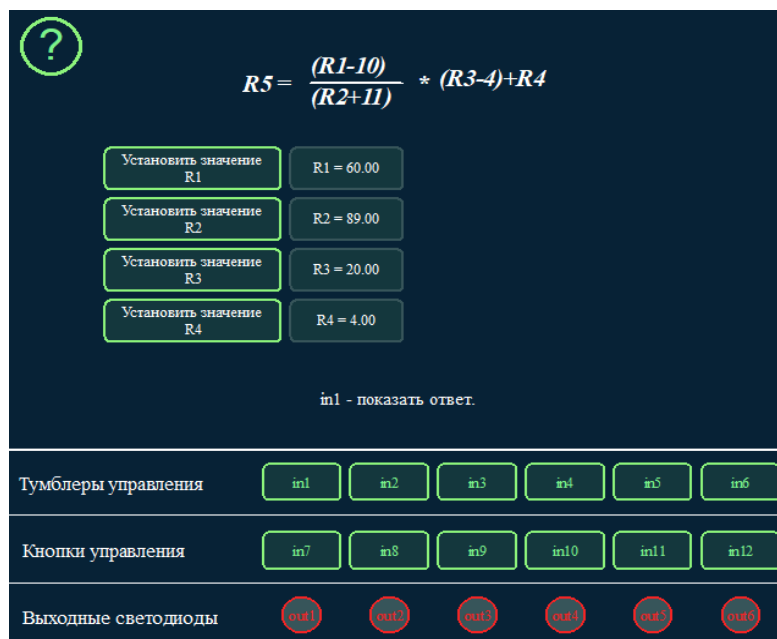 ?
R5 = (R1-10) / (R2+11) * (R3-4)+R4
Установить значение
R1
R1 = 60.00
Установить значение
R2
R2 = 89.00
Установить значение
R3
R3 = 20.00
Установить значение
R4
R4 = 4.00
in1 - показать ответ.
Тумблеры управления in1 in2 in3 in4 in5 in6
Кнопки управления in7 in8 in9 in10 in11 in12
Выходные светодиоды out1 out2 out3 out4 out5 out6